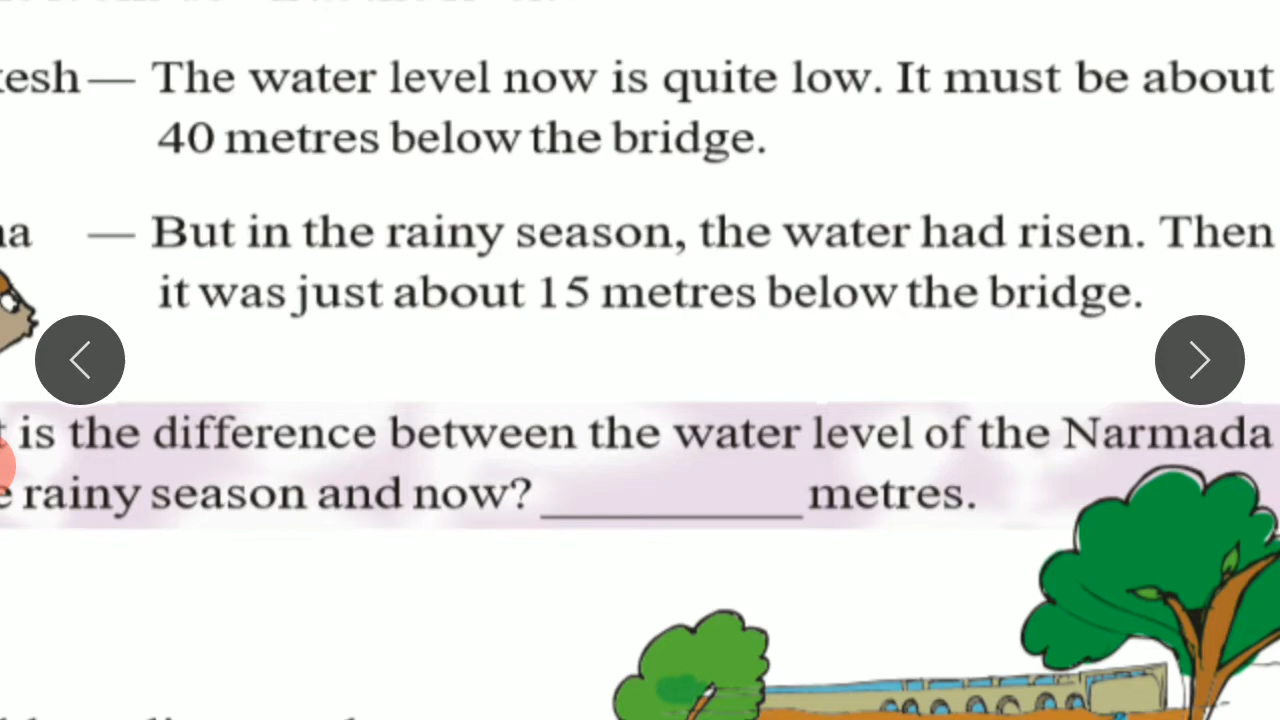 esh — The water level now is quite low. It must be about
40 metres below the bridge.
a — But in the rainy season, the water had risen. Then
it was just about 15 metres below the bridge.
is the difference between the water level of the Narmada
rainy season and now? __________ metres.